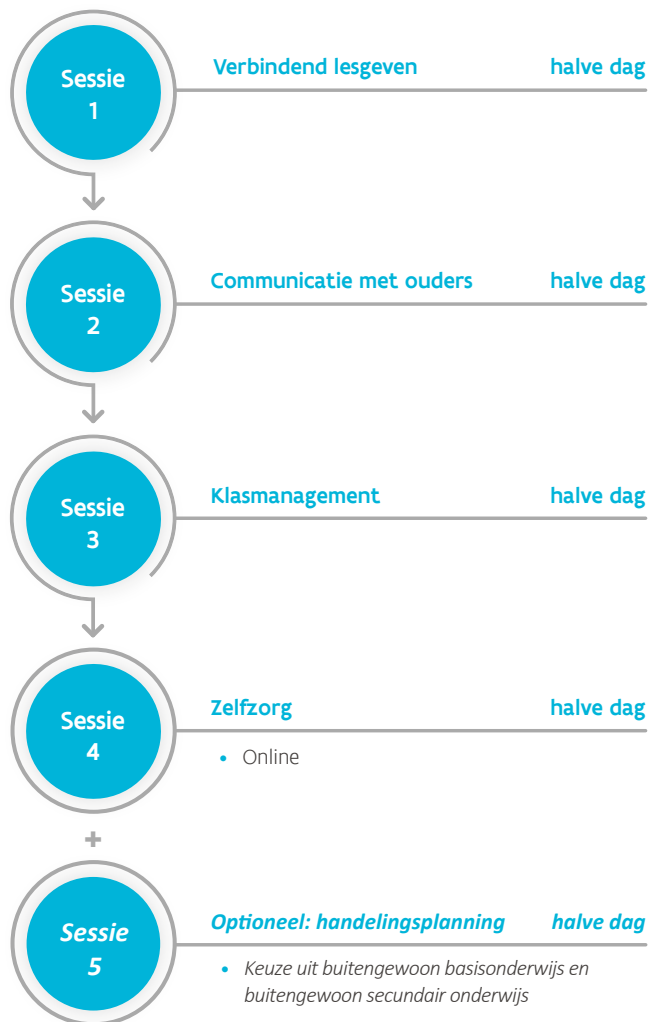 Sessie
1
Verbindend lesgeven halve dag
Sessie
2
Communicatie met ouders halve dag
Sessie
3
Klasmanagement halve dag
Sessie
4
Zelfzorg halve dag
• Online
+
Sessie
5
Optioneel: handelingsplanning halve dag
• Keuze uit buitengewoon basisonderwijs en
buitengewoon secundair onderwijs